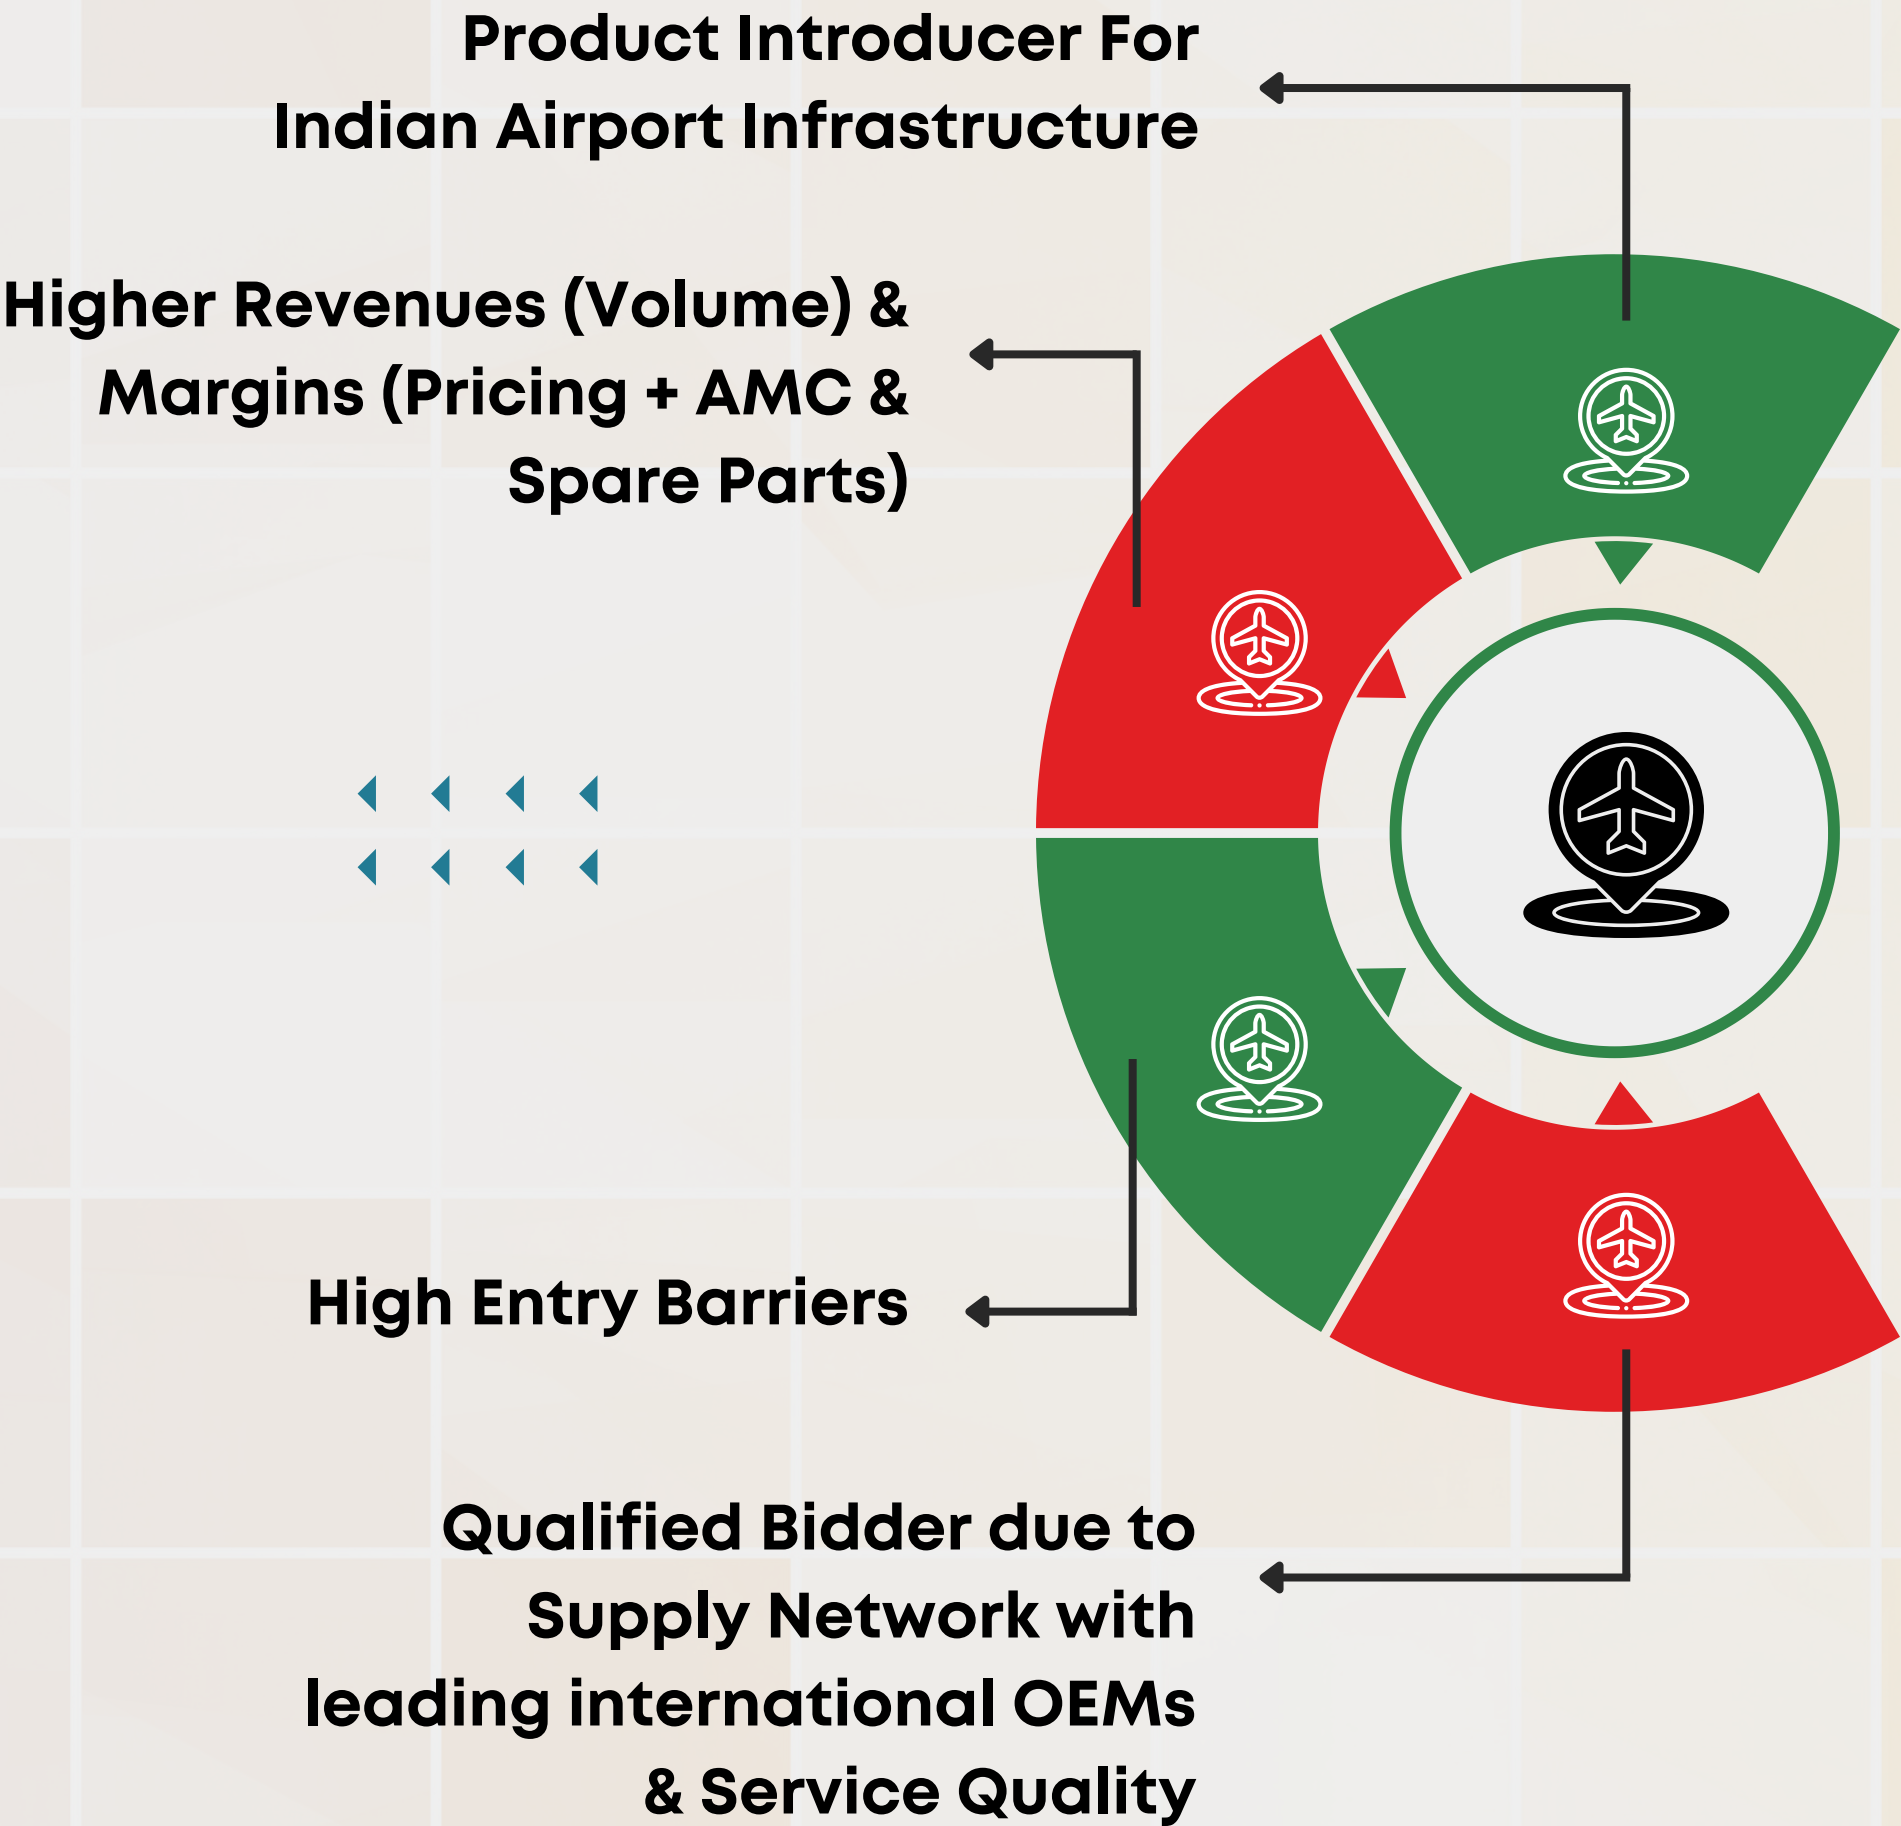 Product Introducer For
Indian Airport Infrastructure
Higher Revenues (Volume) &
Margins (Pricing + AMC &
Spare Parts)
High Entry Barriers
Qualified Bidder due to
Supply Network with
leading international OEMs
& Service Quality